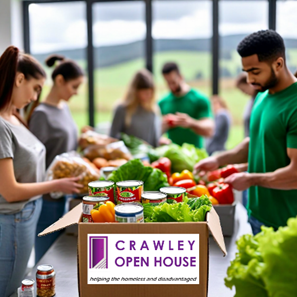 CRAWLEY
OPEN HOUSE
helping the homeless and disadvantaged